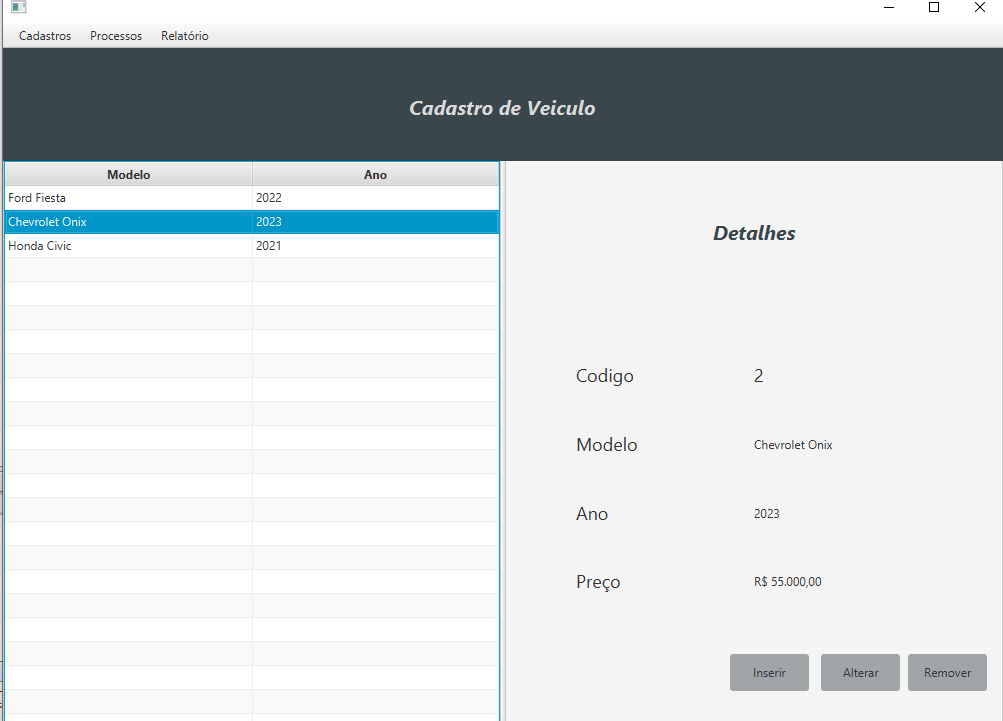 Cadastros Processos Relatório
Cadastro de Veiculo
Modelo Ano
Ford Fiesta 2022
Chevrolet Onix 2023
Honda Civic 2021
Detalhes
Codigo 2
Modelo Chevrolet Onix
Ano 2023
Preço R$ 55.000,00
Inserir Alterar Remover